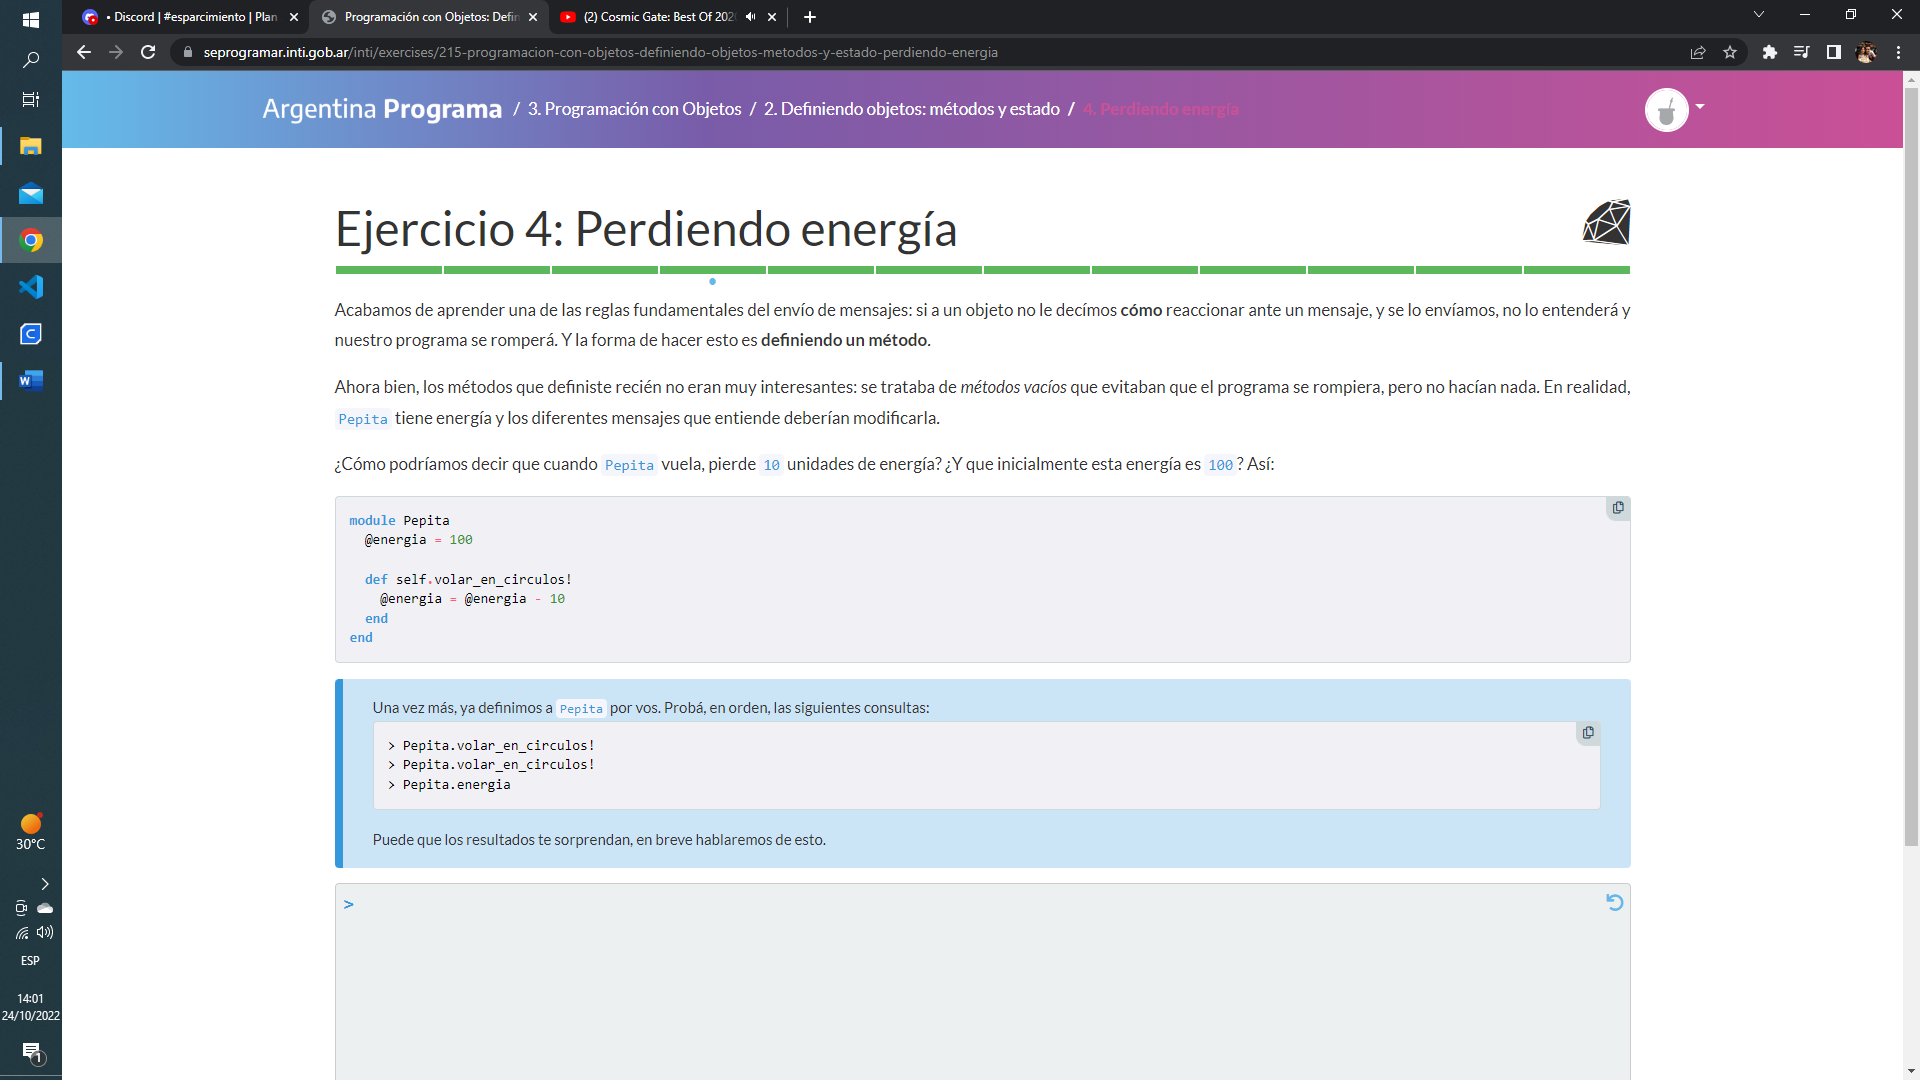 • Discord | #esparcimiento | Plan
Programación con Objetos: Defin
(2) Cosmic Gate: Best Of 202
seprogramar.inti.gob.ar/inti/exercises/215-programacion-con-objetos-definiendo-objetos-metodos-y-estado-perdiendo-energia
Argentina Programa / 3. Programación con Objetos / 2. Definiendo objetos: métodos y estado / 4. Perdiendo energía
Ejercicio 4: Perdiendo energía
Acabamos de aprender una de las reglas fundamentales del envío de mensajes: si a un objeto no le decímos cómo reaccionar ante un mensaje, y se lo envíamos, no lo entenderá y
nuestro programa se romperá. Y la forma de hacer esto es definiendo un método.
Ahora bien, los métodos que definiste recién no eran muy interesantes: se trataba de métodos vacíos que evitaban que el programa se rompiera, pero no hacían nada. En realidad,
Pepita tiene energía y los diferentes mensajes que entiende deberían modificarla.
¿Cómo podríamos decir que cuando Pepita vuela, pierde 10 unidades de energía? ¿Y que inicialmente esta energía es 100? Así:
module Pepita
@energia = 100
def self.volar_en_circulos!
@energia = @energia - 10
end
end
Una vez más, ya definimos a Pepita por vos. Probá, en orden, las siguientes consultas:
> Pepita.volar_en_circulos!
> Pepita.volar_en_circulos!
> Pepita.energia
Puede que los resultados te sorprendan, en breve hablaremos de esto.
>
30°C
ESP
14:01
24/10/2022
1